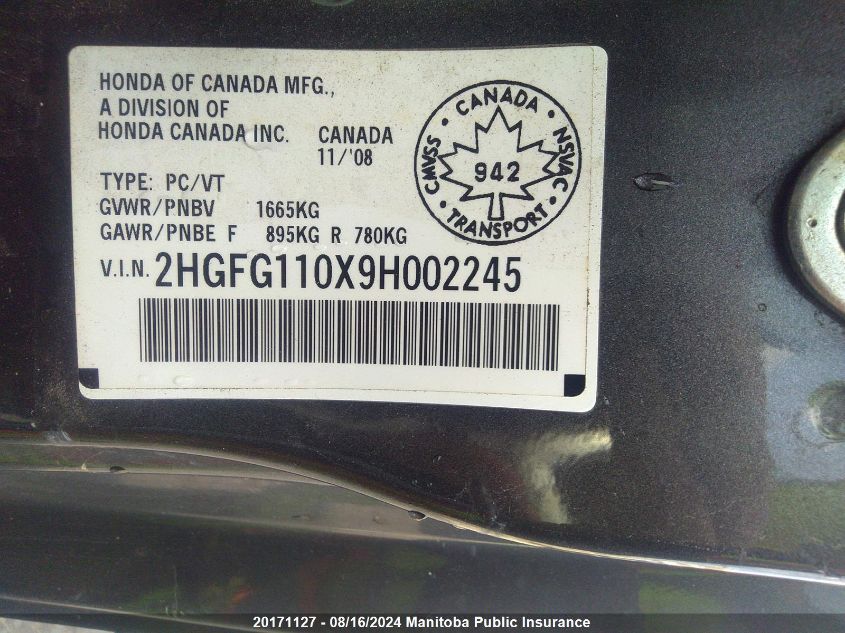 HONDA OF CANADA MFG.,
A DIVISION OF
HONDA CANADA INC. CANADA
11/'08
TYPE: PC/VT
GVWR/PNBV 1665KG
GAWR/PNBE F 895KG R 780KG
V.I.N. 2HGFG110X9H002245
CANADA
CMVSS
942
NSVAC
TRANSPORT
20171127 - 08/16/2024 Manitoba Public Insurance